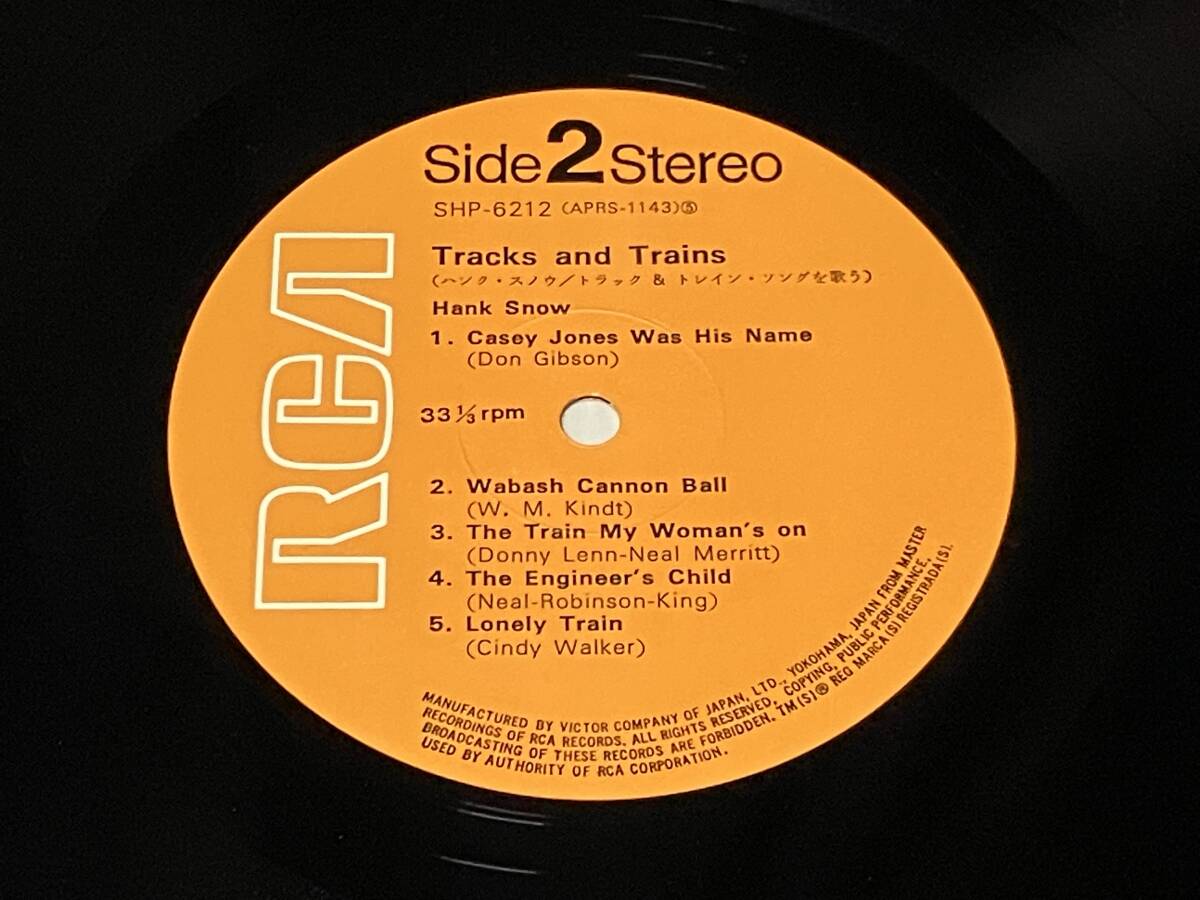 RCA
Side 2 Stereo
SHP-6212 (APRS-1143)⑤
Tracks and Trains
(ハンク・スノウ/トラック & トレイン・ソングを歌う)
Hank Snow
1. Casey Jones Was His Name
(Don Gibson)
33 1/3 rpm
2. Wabash Cannon Ball
(W. M. Kindt)
3. The Train My Woman's on
(Donny Lenn-Neal Merritt)
4. The Engineer's Child
(Neal-Robinson-King)
5. Lonely Train
(Cindy Walker)
MANUFACTURED BY VICTOR COMPANY OF JAPAN, LTD., YOKOHAMA, JAPAN FROM MASTER
RECORDINGS OF RCA RECORDS. ALL RIGHTS RESERVED, COPYING, PUBLIC PERFORMANCE,
BROADCASTING OF THESE RECORDS ARE FORBIDDEN. TM(S)® REG MARCA(S) REGISTRADA(S).
USED BY AUTHORITY OF RCA CORPORATION.